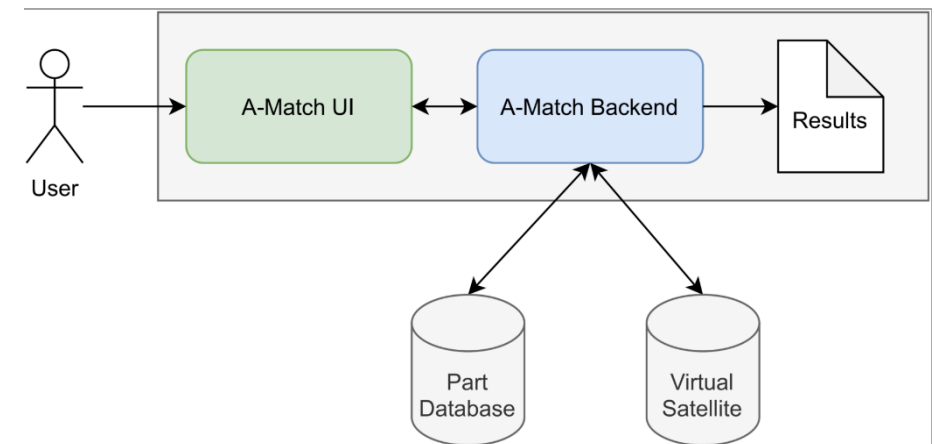 A-Match UI
A-Match Backend
Results
User
Part
Database
Virtual
Satellite